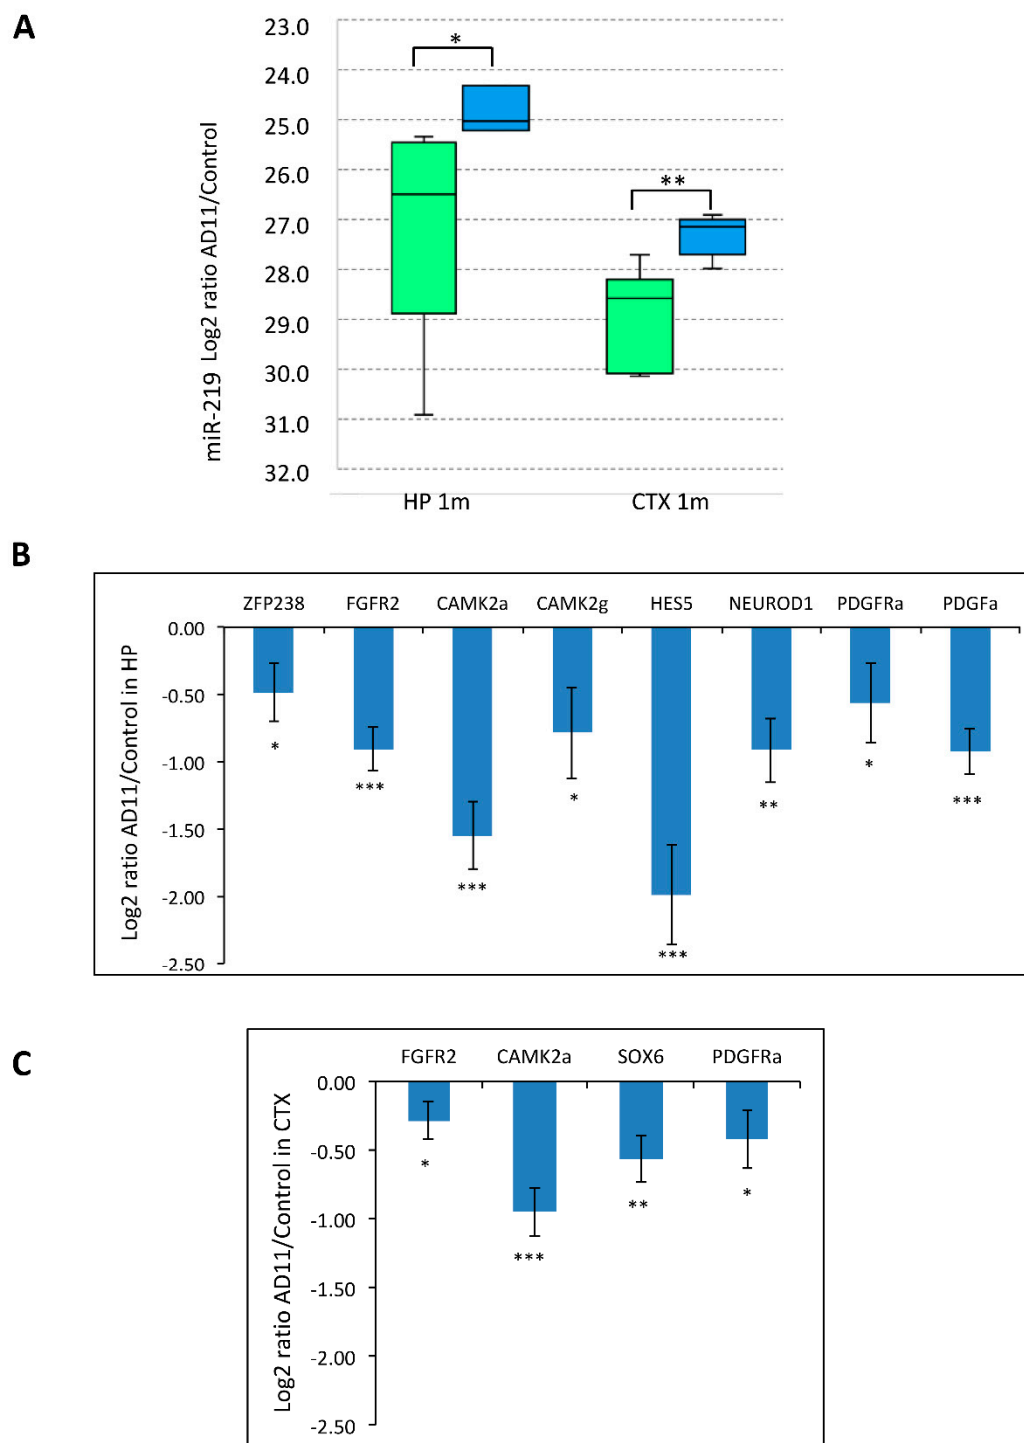 A
miR-219 Log2 ratio AD11/Control
23.0
24.0
25.0
26.0
27.0
28.0
29.0
30.0
31.0
32.0
*
**
HP 1m CTX 1m
B
Log2 ratio AD11/Control in HP
ZFP238 FGFR2 CAMK2a CAMK2g HES5 NEUROD1 PDGFRa PDGFa
0.00
-0.50
-1.00
-1.50
-2.00
-2.50
* *** *** * *** ** * ***
C
Log2 ratio AD11/Control in CTX
FGFR2 CAMK2a SOX6 PDGFRa
0.00
-0.50
-1.00
-1.50
-2.00
-2.50
* *** ** *